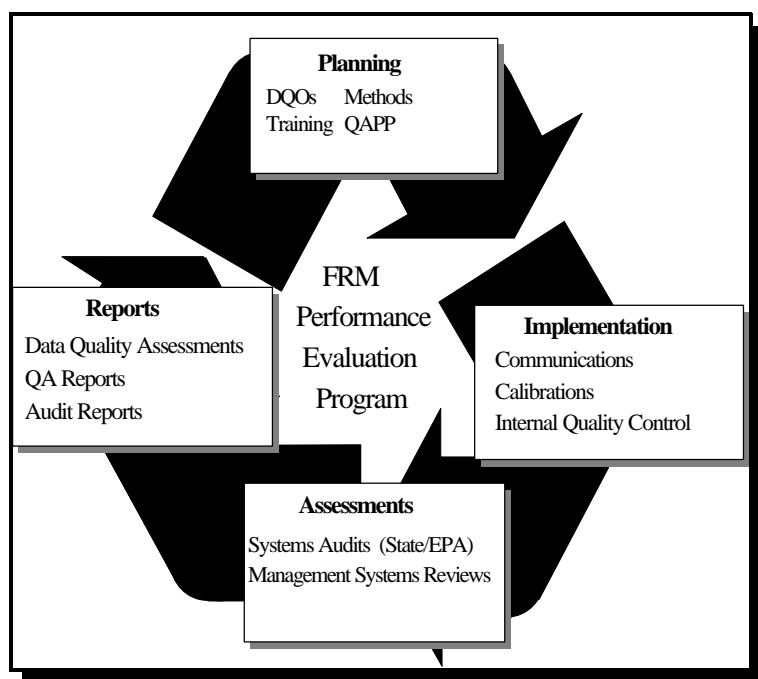 Planning
DQOs Methods
Training QAPP
FRM
Performance
Evaluation
Program
Reports
Data Quality Assessments
QA Reports
Audit Reports
Implementation
Communications
Calibrations
Internal Quality Control
Assessments
Systems Audits (State/EPA)
Management Systems Reviews